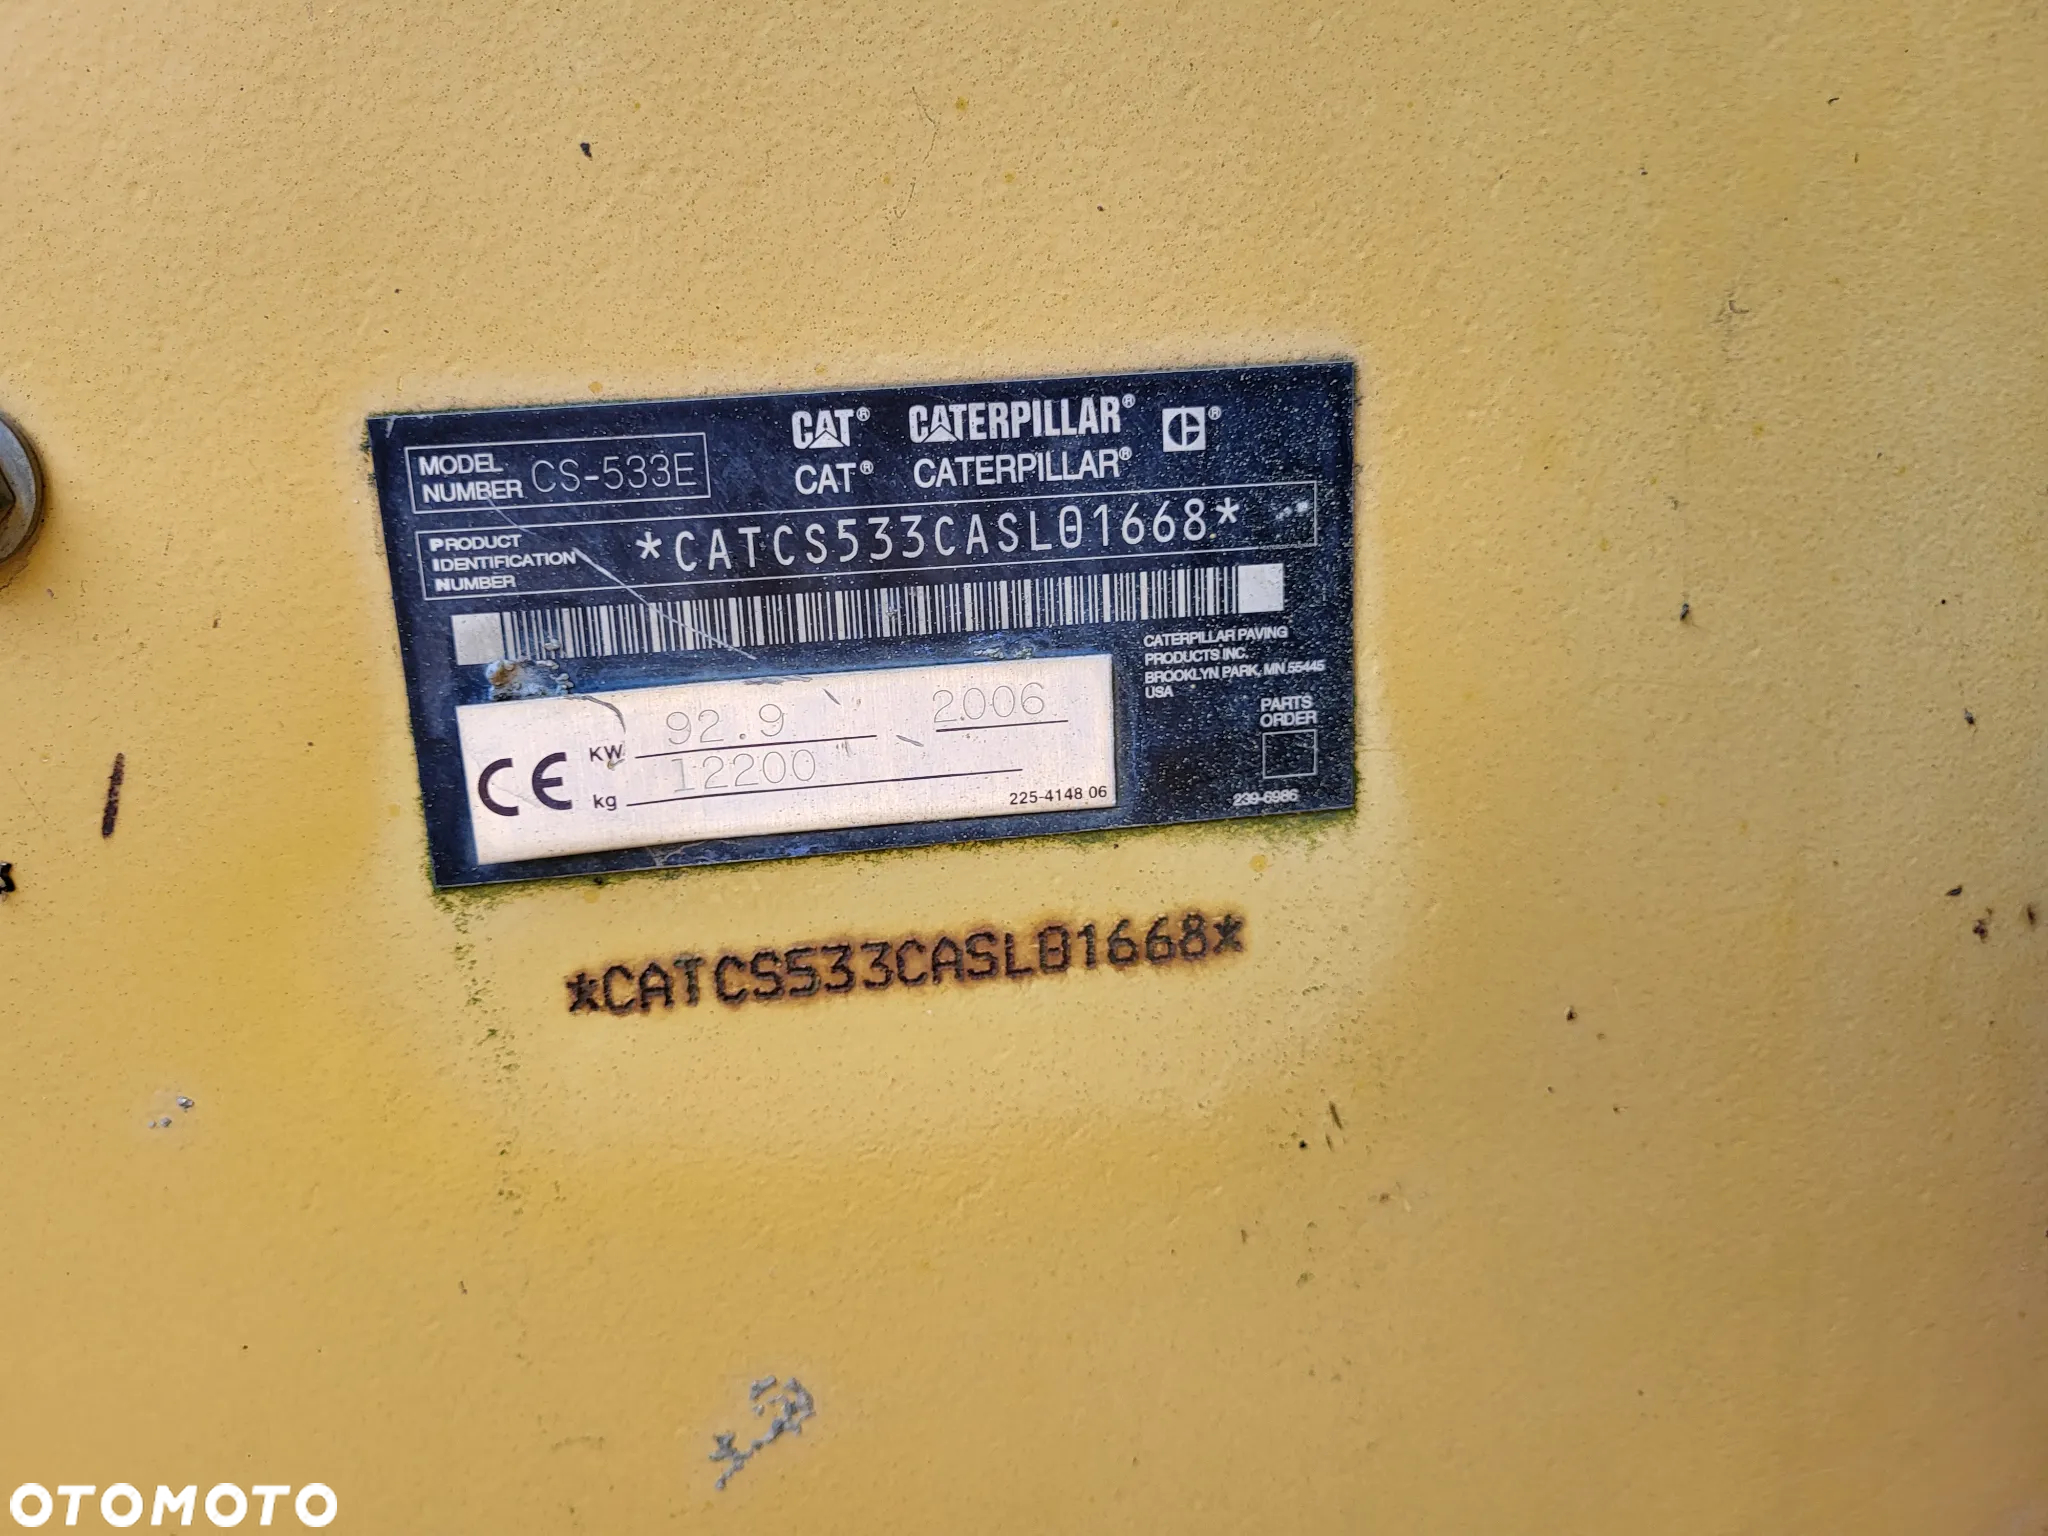 CAT® CATERPILLAR® ®
CAT® CATERPILLAR®
MODEL
NUMBER CS-533E
PRODUCT
IDENTIFICATION
NUMBER
*CATCS533CASL01668*
CATERPILLAR PAVING
PRODUCTS INC.
BROOKLYN PARK, MN 55445
USA
PARTS
ORDER
239-6986
CE
KW 92.9
2006
kg 12200
225-4148 06
*CATCS533CASL01668*
OTOMOTO